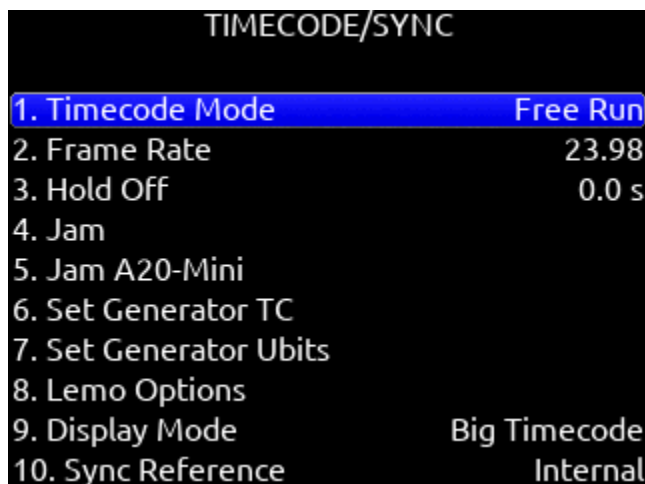 TIMECODE/SYNC
1. Timecode Mode Free Run
2. Frame Rate 23.98
3. Hold Off 0.0 s
4. Jam
5. Jam A20-Mini
6. Set Generator TC
7. Set Generator Ubits
8. Lemo Options
9. Display Mode Big Timecode
10. Sync Reference Internal